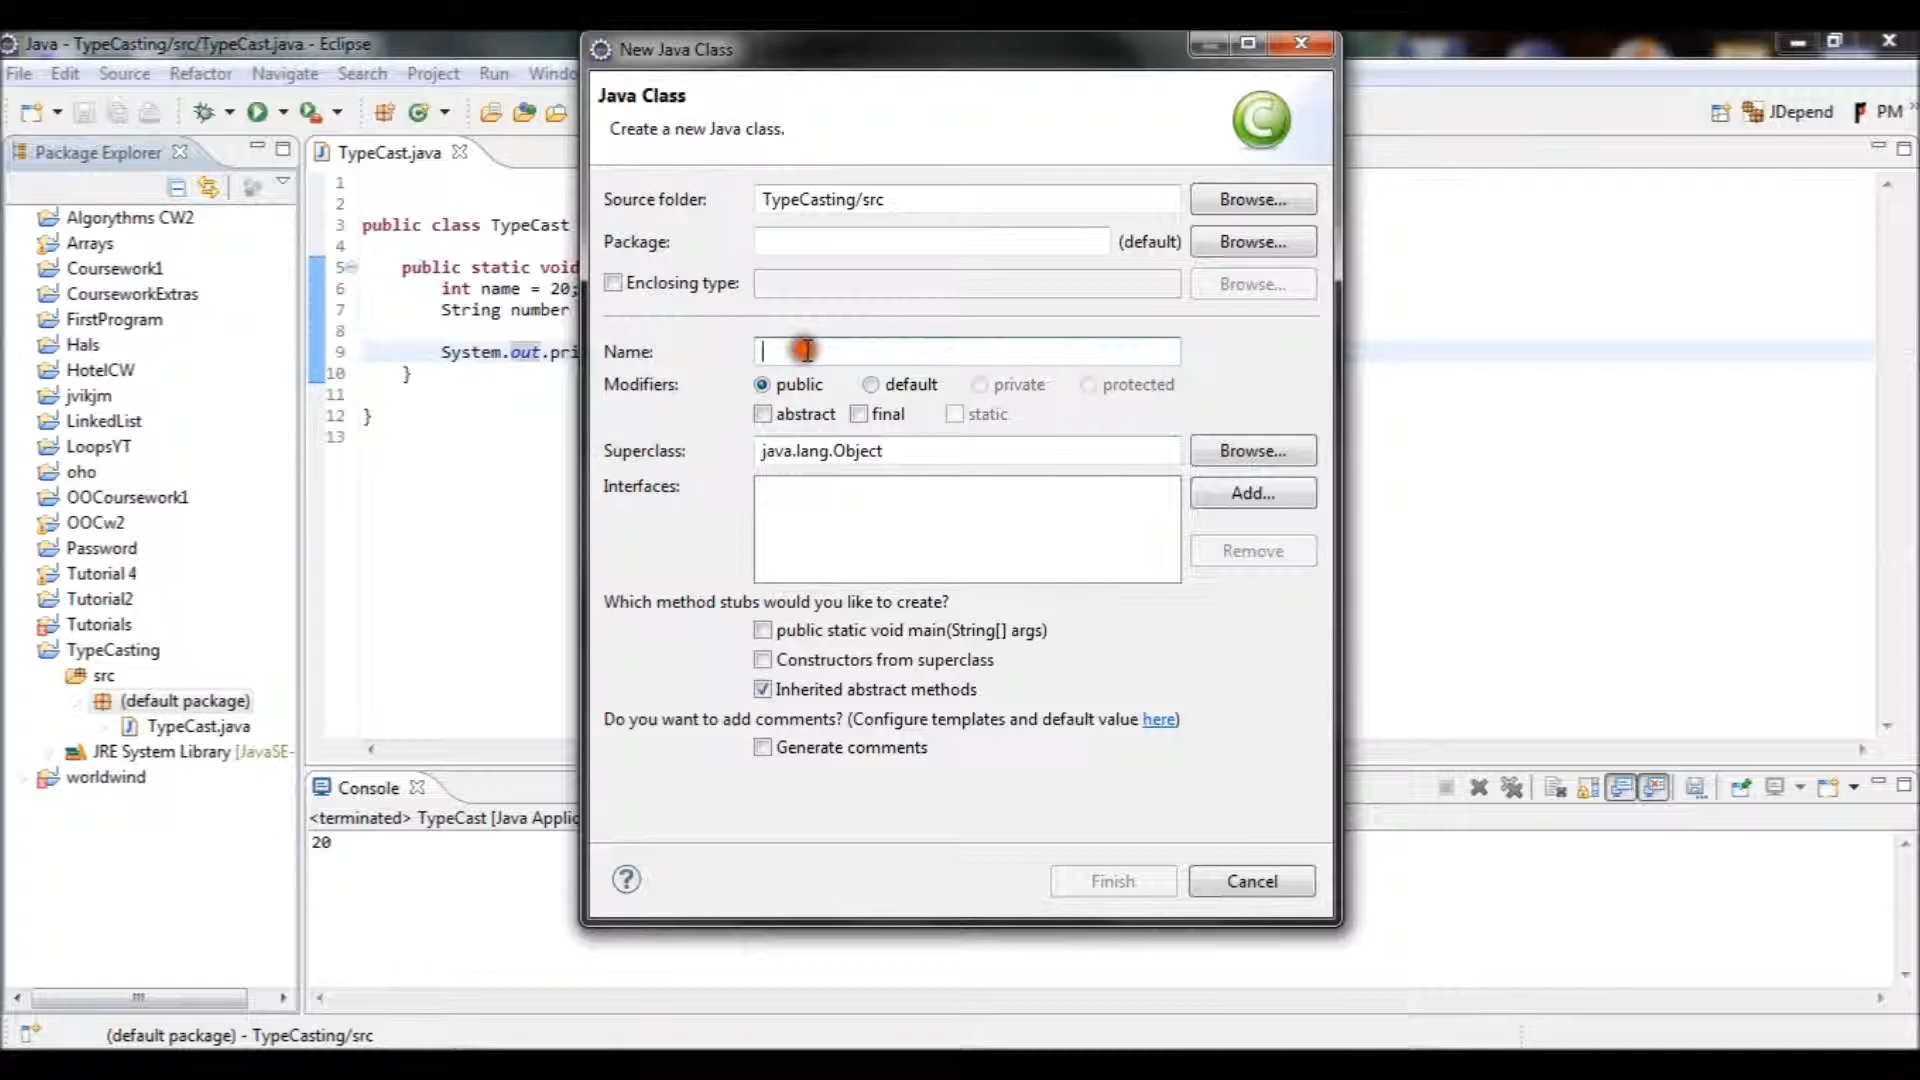 Java - TypeCasting/src/TypeCast.java - Eclipse
File Edit Source Refactor Navigate Search Project Run Windo
JDepend PM
Package Explorer
Algorythms CW2
Arrays
Coursework1
CourseworkExtras
FirstProgram
Hals
HotelCW
jvikjm
LinkedList
LoopsYT
oho
OOCoursework1
OOCw2
Password
Tutorial 4
Tutorial2
Tutorials
TypeCasting
src
(default package)
TypeCast.java
JRE System Library [JavaSE-
worldwind
TypeCast.java
1
2
3 public class TypeCast
4
5 public static void
6 int name = 20;
7 String number
8
9 System.out.pri
10 }
11
12 }
13
Console
<terminated> TypeCast [Java Applic
20
New Java Class
Java Class
Create a new Java class.
Source folder: TypeCasting/src Browse...
Package: (default) Browse...
Enclosing type: Browse...
Name:
Modifiers: public default private protected
abstract final static
Superclass: java.lang.Object Browse...
Interfaces: Add...
Remove
Which method stubs would you like to create?
public static void main(String[] args)
Constructors from superclass
Inherited abstract methods
Do you want to add comments? (Configure templates and default value here)
Generate comments
Finish Cancel
(default package) - TypeCasting/src